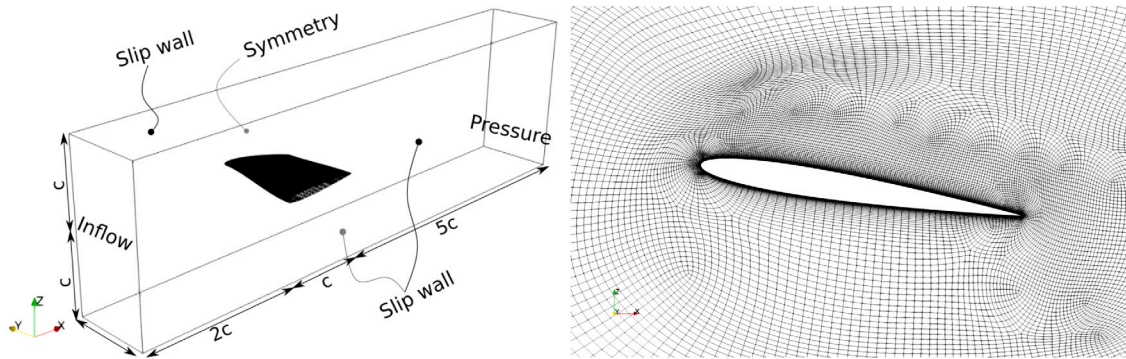 Slip wall
Symmetry
Pressure
c
Inflow
c
5c
c
2c
Slip wall
Z
Y
X
Z
Y
X